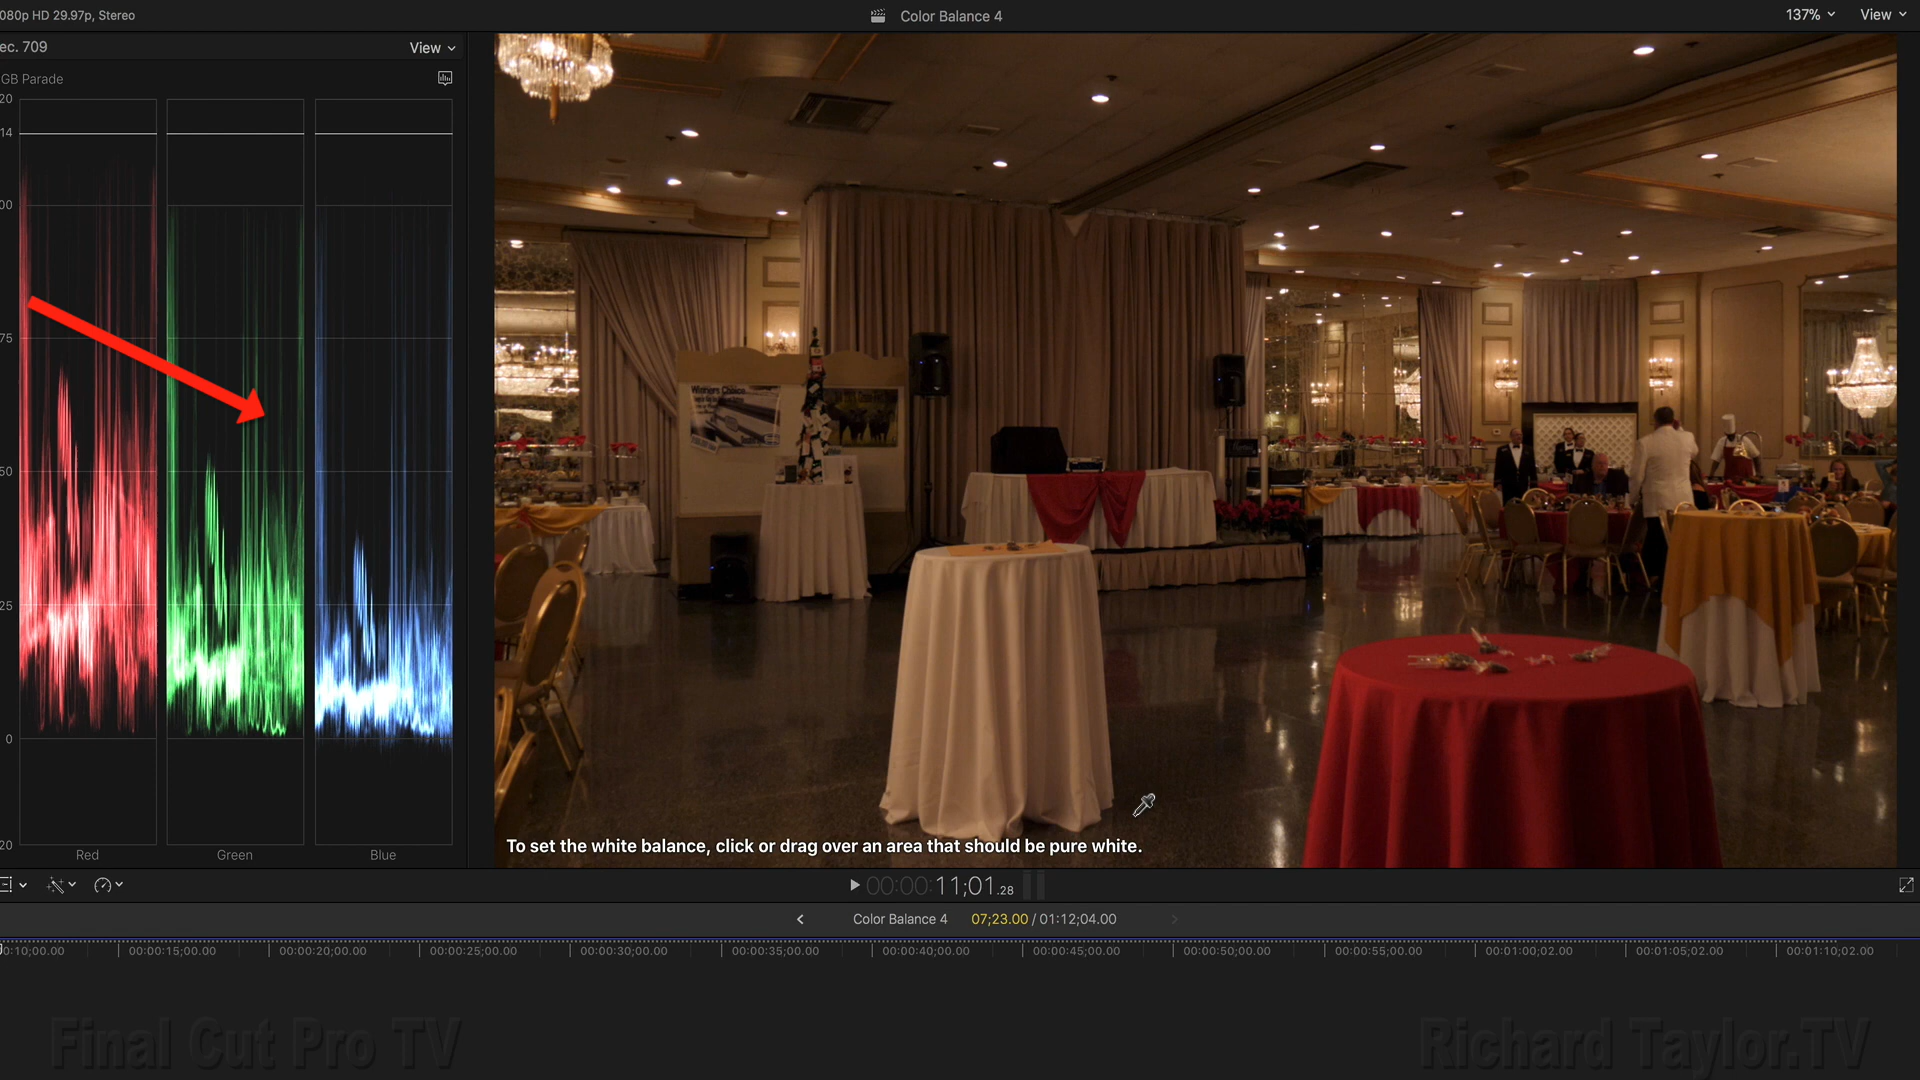 080p HD 29.97p, Stereo
Color Balance 4
137%
View
ec. 709
View
GB Parade
20
14
00
75
50
25
0
20
Red
Green
Blue
Winners Choice
To set the white balance, click or drag over an area that should be pure white.
00:00:11;01.28
Color Balance 4
07;23.00 / 01:12;04.00
0:10;00.00
00:00:15;00.00
00:00:20;00.00
00:00:25;00.00
00:00:30;00.00
00:00:35;00.00
00:00:40;00.00
00:00:45;00.00
00:00:50;00.00
00:00:55;00.00
00:01:00;02.00
00:01:05;02.00
00:01:10;02.00
Final Cut Pro TV
Richard Taylor.TV